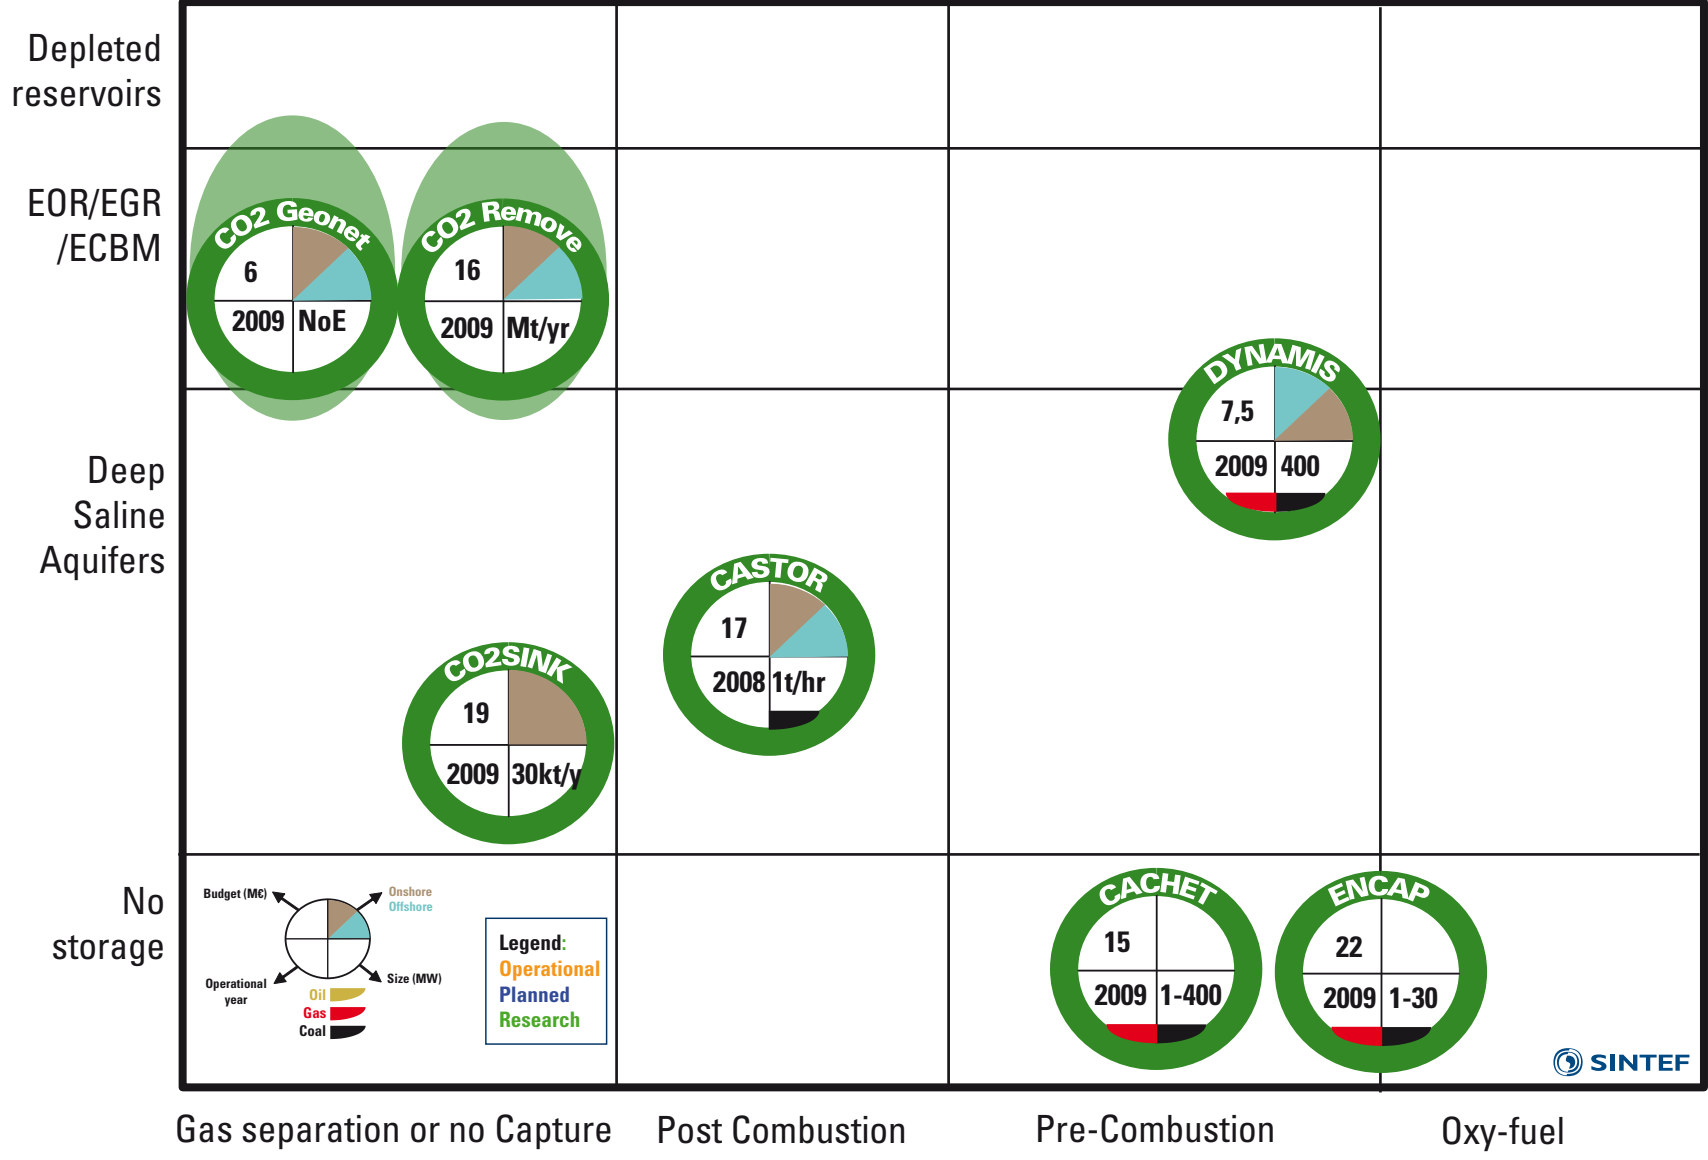 Depleted
reservoirs
EOR/EGR
/ECBM
Deep
Saline
Aquifers
No
storage
CO2 Geonet
6
2009
NoE
CO2 Remove
16
2009
Mt/yr
DYNAMIS
7,5
2009
400
CASTOR
17
2008
1t/hr
CO2SINK
19
2009
30kt/y
CACHET
15
2009
1-400
ENCAP
22
2009
1-30
Budget (M€)
Onshore
Offshore
Operational
year
Size (MW)
Oil
Gas
Coal
Legend:
Operational
Planned
Research
SINTEF
Gas separation or no Capture
Post Combustion
Pre-Combustion
Oxy-fuel